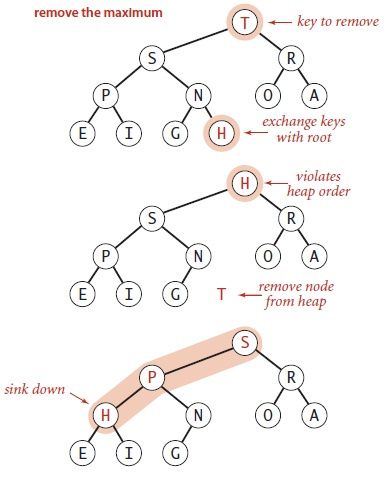 remove the maximum
T
key to remove
S
R
P
N
O
A
E
I
G
H
exchange keys
with root
H
violates
heap order
S
R
P
N
O
A
E
I
G
T
remove node
from heap
S
P
R
sink down
H
N
O
A
E
I
G